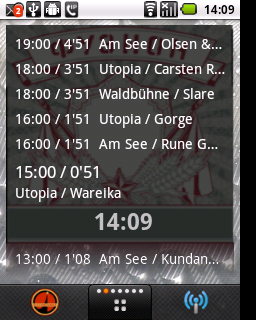 2
14:09
19:00 / 4'51 Am See / Olsen &...
18:00 / 3'51 Utopia / Carsten R...
18:00 / 3'51 Waldbühne / Slare
16:00 / 1'51 Utopia / Gorge
16:00 / 1'51 Am See / Rune G...
15:00 / 0'51
Utopia / Wareika
14:09
13:00 / 1'08 Am See / Kundan...